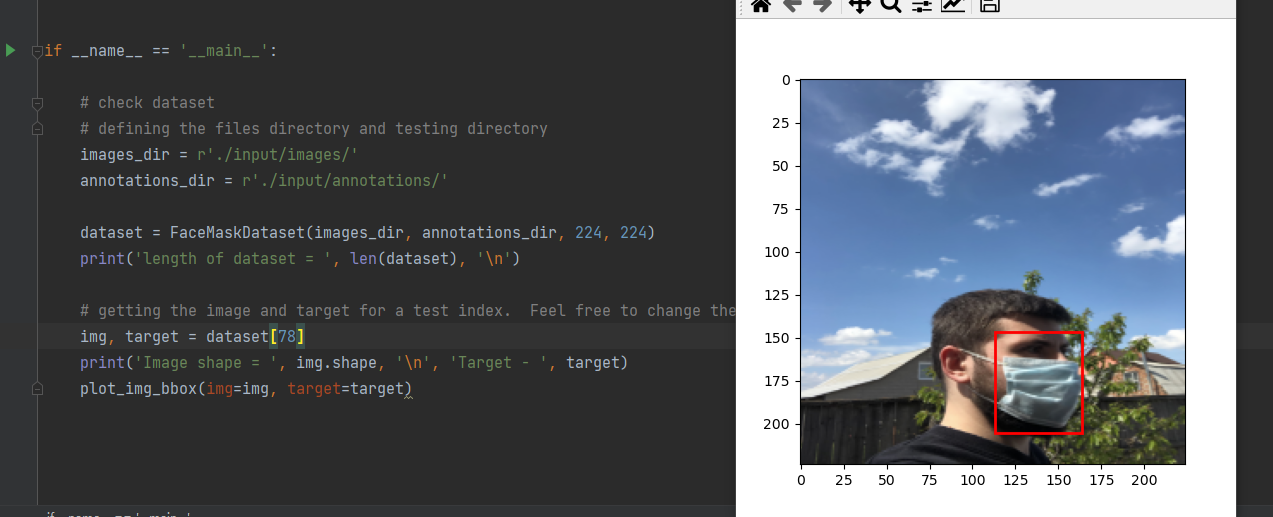 if __name__ == '__main__':
# check dataset
# defining the files directory and testing directory
images_dir = r'./input/images/'
annotations_dir = r'./input/annotations/'
dataset = FaceMaskDataset(images_dir, annotations_dir, 224, 224)
print('length of dataset = ', len(dataset), '\n')
# getting the image and target for a test index.  Feel free to change the
img, target = dataset[78]
print('Image shape = ', img.shape, '\n', 'Target - ', target)
plot_img_bbox(img=img, target=target)
if __name__ == '__main__'
0
25
50
75
100
125
150
175
200
0 25 50 75 100 125 150 175 200